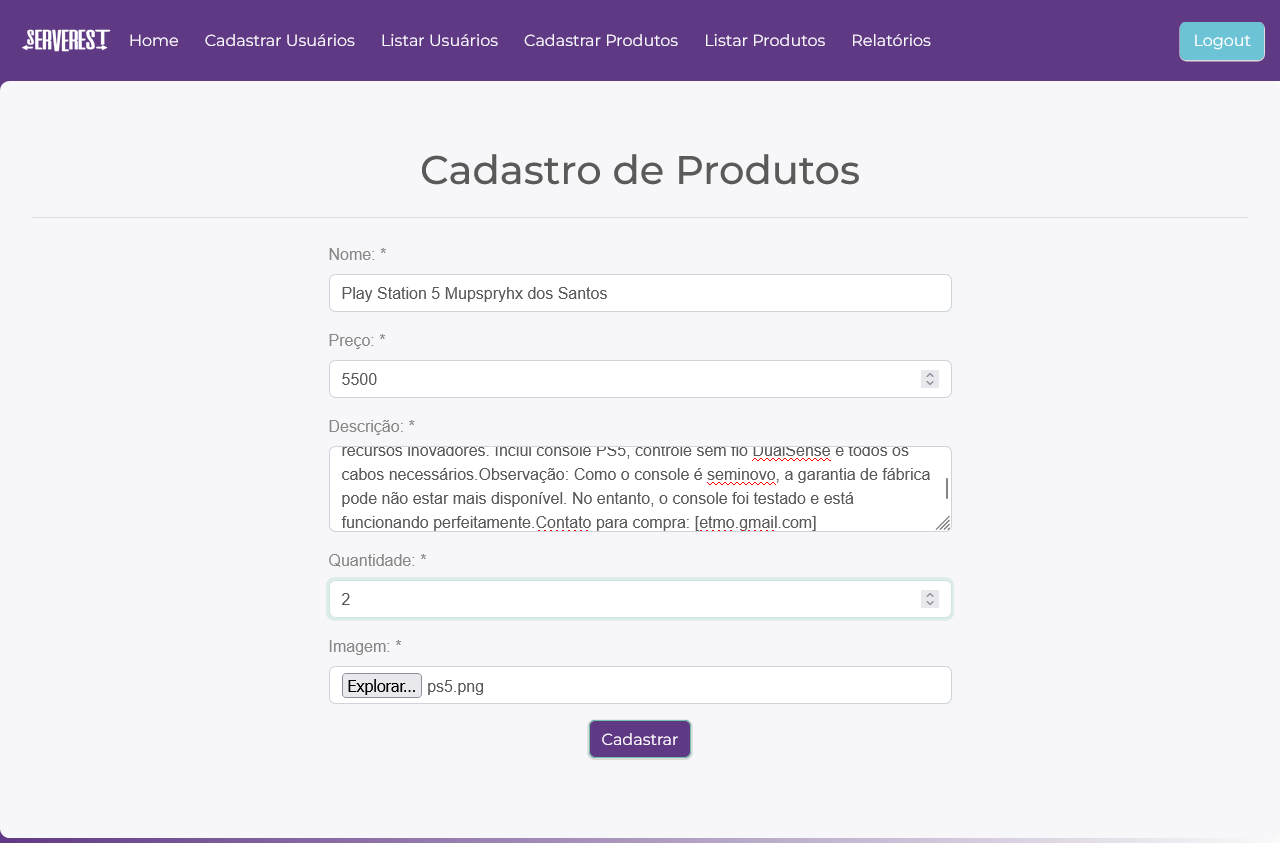 SERVEREST Home Cadastrar Usuários Listar Usuários Cadastrar Produtos Listar Produtos Relatórios Logout
Cadastro de Produtos
Nome: *
Play Station 5 Mupspryhx dos Santos
Preço: *
5500
Descrição: *
recursos inovadores. Inclui console PS5, controle sem fio DualSense e todos os
cabos necessários.Observação: Como o console é seminovo, a garantia de fábrica
pode não estar mais disponível. No entanto, o console foi testado e está
funcionando perfeitamente.Contato para compra: [etmo.gmail.com]
Quantidade: *
2
Imagem: *
Explorar... ps5.png
Cadastrar